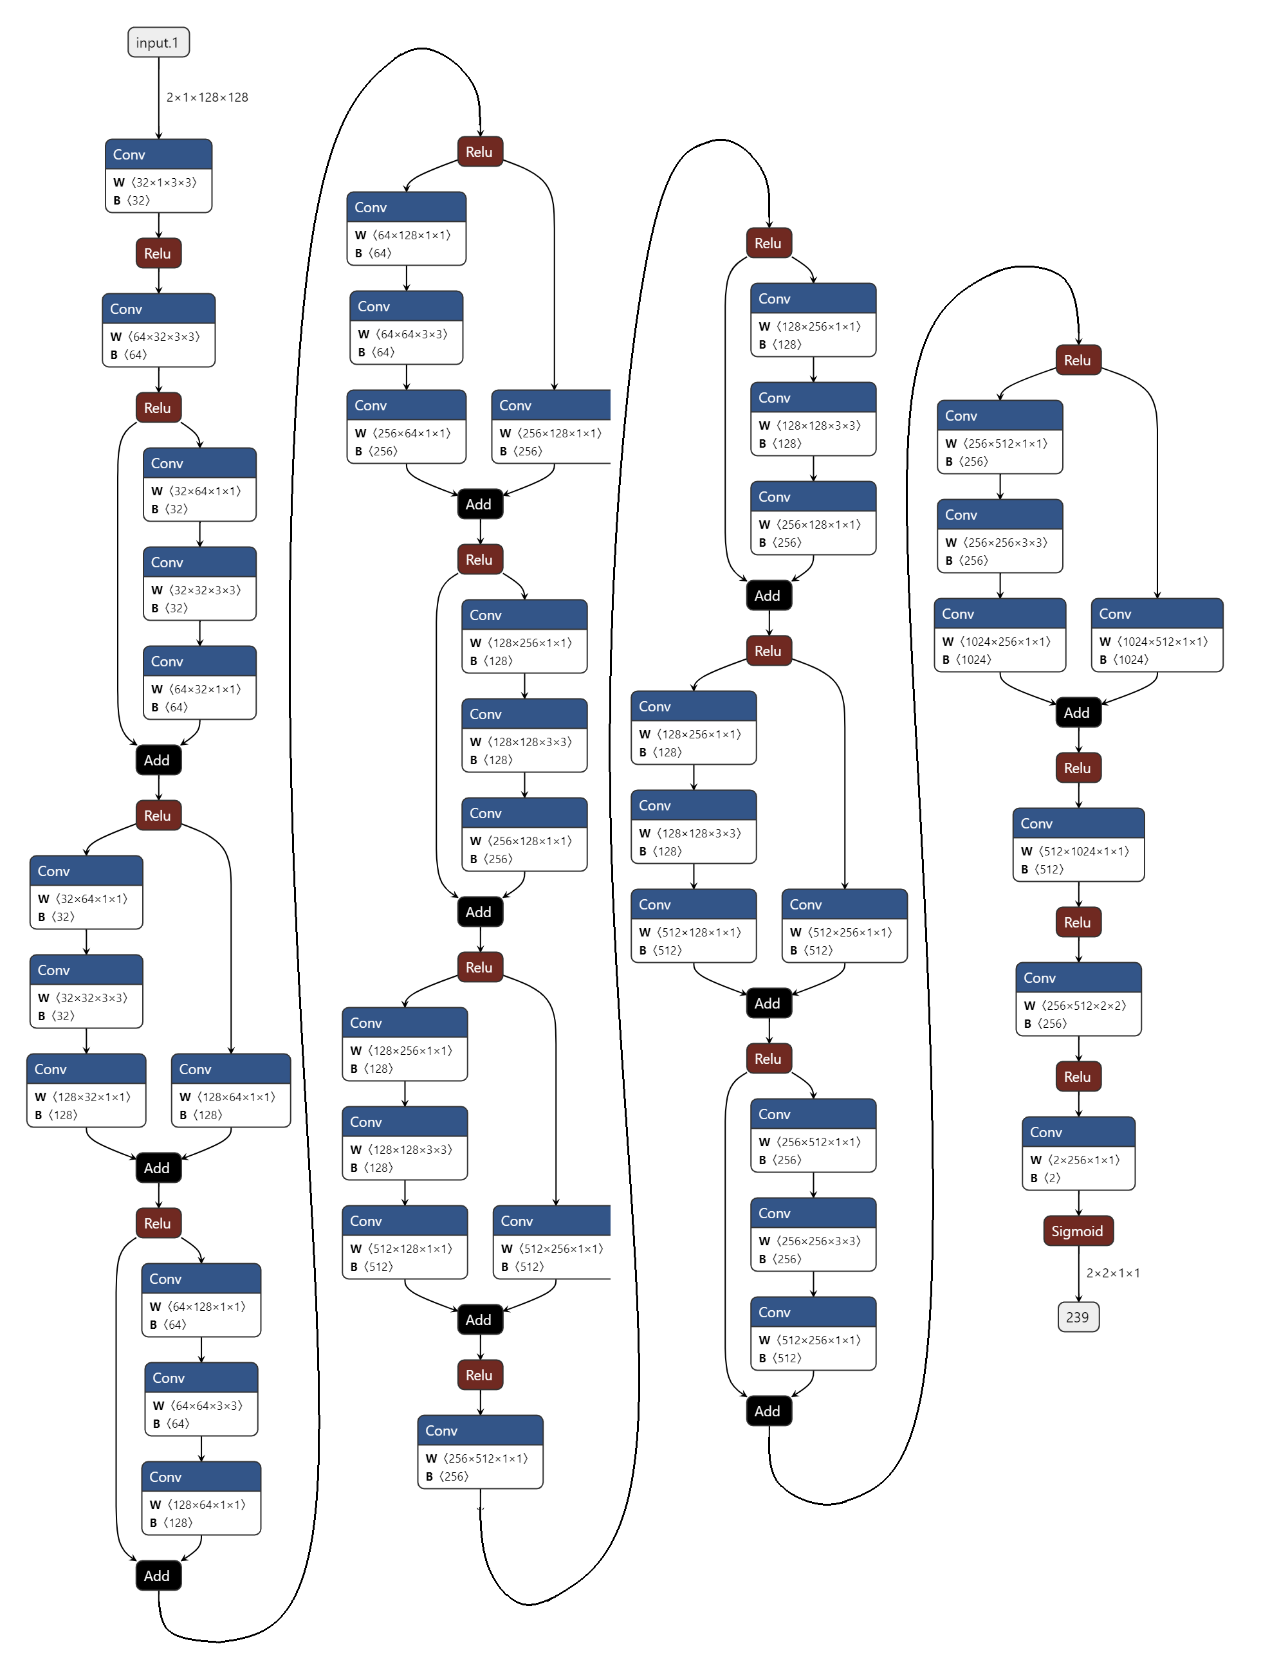 input.1
2×1×128×128
Conv
W ⟨32×1×3×3⟩
B ⟨32⟩
Relu
Conv
W ⟨64×32×3×3⟩
B ⟨64⟩
Relu
Conv
W ⟨32×64×1×1⟩
B ⟨32⟩
Conv
W ⟨32×32×3×3⟩
B ⟨32⟩
Conv
W ⟨64×32×1×1⟩
B ⟨64⟩
Add
Relu
Conv
W ⟨32×64×1×1⟩
B ⟨32⟩
Conv
W ⟨32×32×3×3⟩
B ⟨32⟩
Conv
W ⟨128×32×1×1⟩
B ⟨128⟩
Conv
W ⟨128×64×1×1⟩
B ⟨128⟩
Add
Relu
Conv
W ⟨64×128×1×1⟩
B ⟨64⟩
Conv
W ⟨64×64×3×3⟩
B ⟨64⟩
Conv
W ⟨128×64×1×1⟩
B ⟨128⟩
Add
Relu
Conv
W ⟨64×128×1×1⟩
B ⟨64⟩
Conv
W ⟨64×64×3×3⟩
B ⟨64⟩
Conv
W ⟨256×64×1×1⟩
B ⟨256⟩
Conv
W ⟨256×128×1×1⟩
B ⟨256⟩
Add
Relu
Conv
W ⟨128×256×1×1⟩
B ⟨128⟩
Conv
W ⟨128×128×3×3⟩
B ⟨128⟩
Conv
W ⟨256×128×1×1⟩
B ⟨256⟩
Add
Relu
Conv
W ⟨128×256×1×1⟩
B ⟨128⟩
Conv
W ⟨128×128×3×3⟩
B ⟨128⟩
Conv
W ⟨512×128×1×1⟩
B ⟨512⟩
Conv
W ⟨512×256×1×1⟩
B ⟨512⟩
Add
Relu
Conv
W ⟨256×512×1×1⟩
B ⟨256⟩
Relu
Conv
W ⟨128×256×1×1⟩
B ⟨128⟩
Conv
W ⟨128×128×3×3⟩
B ⟨128⟩
Conv
W ⟨256×128×1×1⟩
B ⟨256⟩
Add
Relu
Conv
W ⟨128×256×1×1⟩
B ⟨128⟩
Conv
W ⟨128×128×3×3⟩
B ⟨128⟩
Conv
W ⟨512×128×1×1⟩
B ⟨512⟩
Conv
W ⟨512×256×1×1⟩
B ⟨512⟩
Add
Relu
Conv
W ⟨256×512×1×1⟩
B ⟨256⟩
Conv
W ⟨256×256×3×3⟩
B ⟨256⟩
Conv
W ⟨512×256×1×1⟩
B ⟨512⟩
Add
Relu
Conv
W ⟨256×512×1×1⟩
B ⟨256⟩
Conv
W ⟨256×256×3×3⟩
B ⟨256⟩
Conv
W ⟨1024×256×1×1⟩
B ⟨1024⟩
Conv
W ⟨1024×512×1×1⟩
B ⟨1024⟩
Add
Relu
Conv
W ⟨512×1024×1×1⟩
B ⟨512⟩
Relu
Conv
W ⟨256×512×2×2⟩
B ⟨256⟩
Relu
Conv
W ⟨2×256×1×1⟩
B ⟨2⟩
Sigmoid
2×2×1×1
239